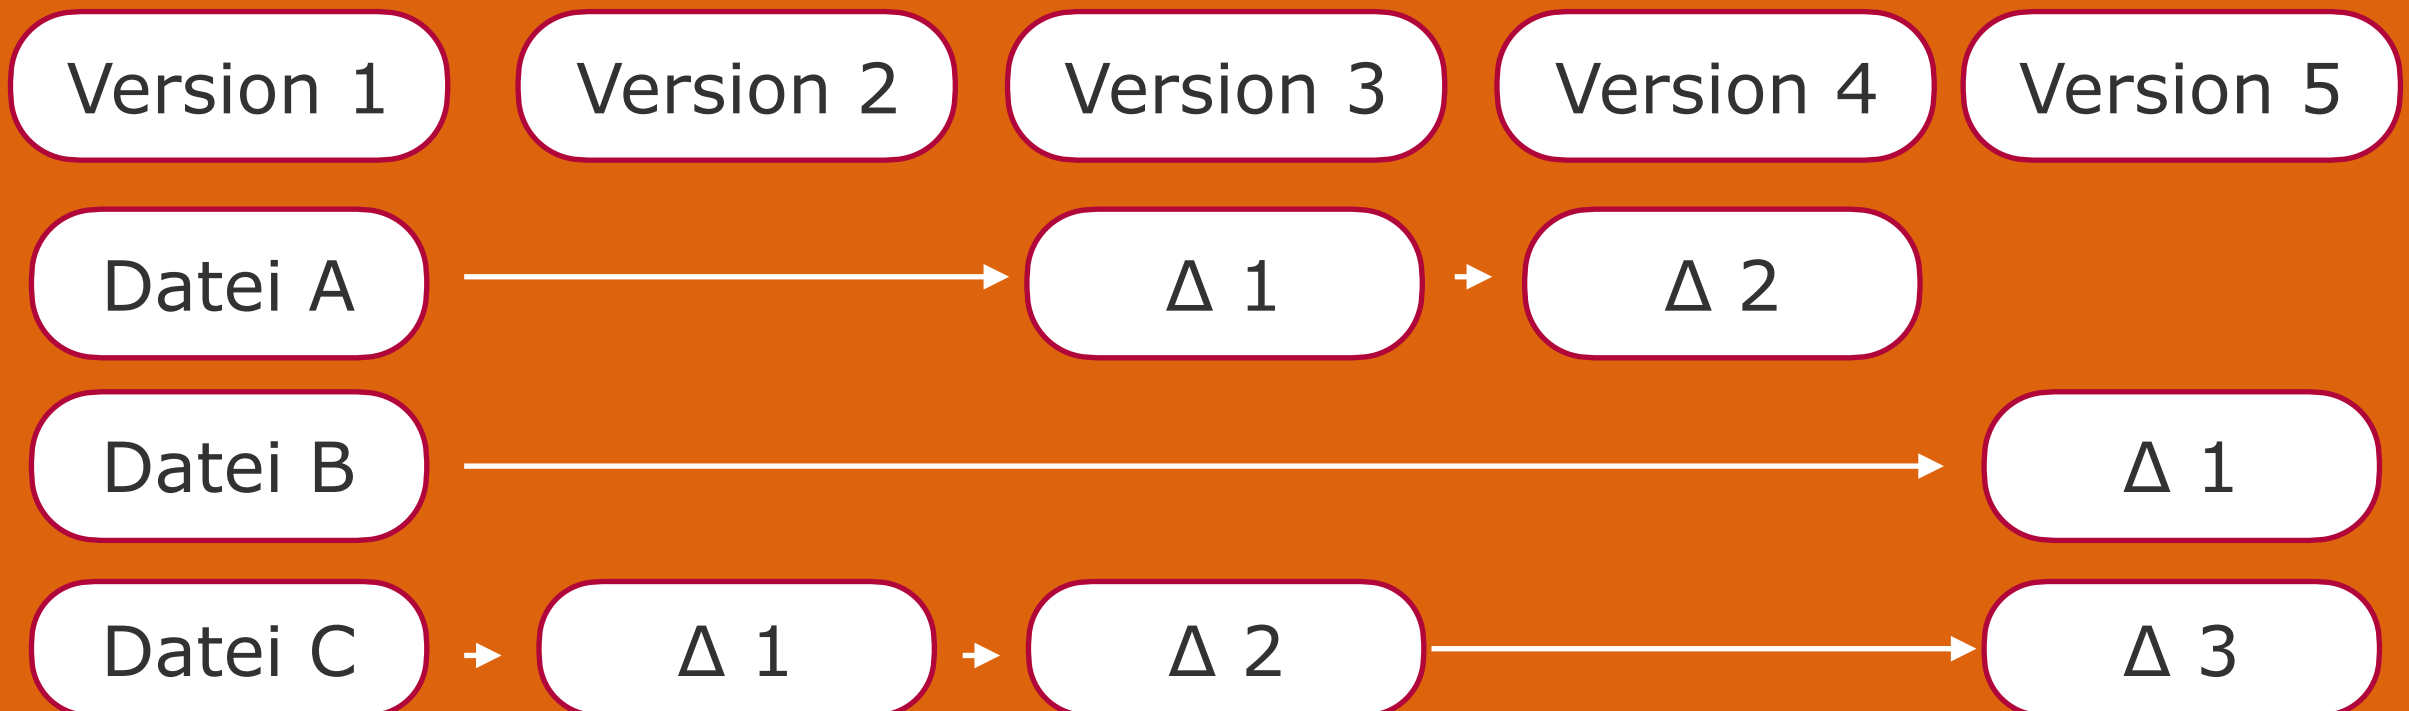 Version 1 Version 2 Version 3 Version 4 Version 5
Datei A Δ 1 Δ 2
Datei B Δ 1
Datei C Δ 1 Δ 2 Δ 3